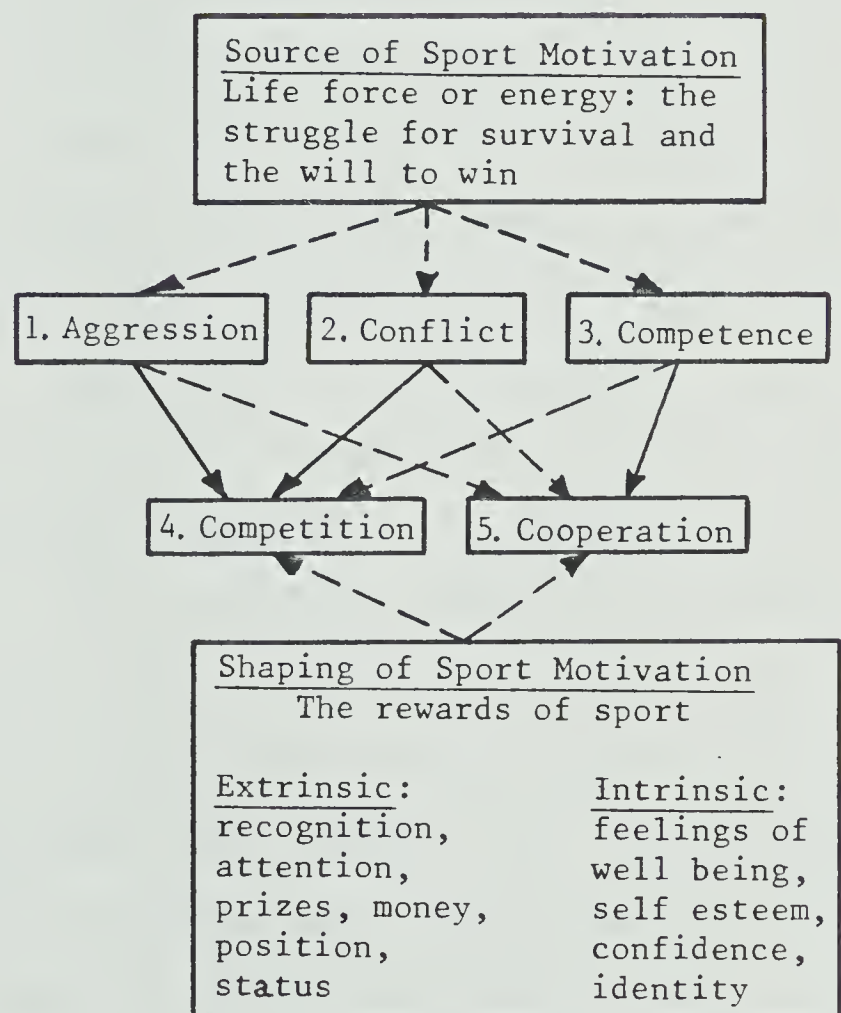 Source of Sport Motivation
Life force or energy: the
struggle for survival and
the will to win
1. Aggression
2. Conflict
3. Competence
4. Competition
5. Cooperation
Shaping of Sport Motivation
The rewards of sport
Extrinsic:
recognition,
attention,
prizes, money,
position,
status
Intrinsic:
feelings of
well being,
self esteem,
confidence,
identity